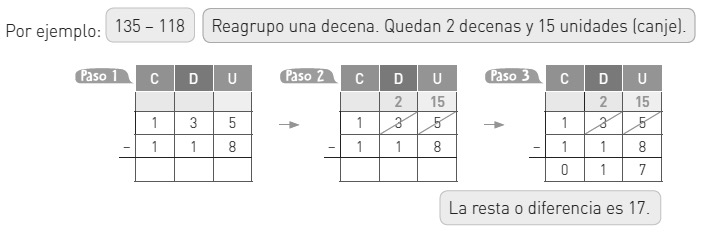 Por ejemplo: 135 – 118 Reagrupo una decena. Quedan 2 decenas y 15 unidades (canje).
Paso 1 C D U Paso 2 C D U Paso 3 C D U
2 15 2 15
1 3 5 1 3 5 1 3 5
– 1 1 8 – 1 1 8 – 1 1 8
0 1 7
La resta o diferencia es 17.